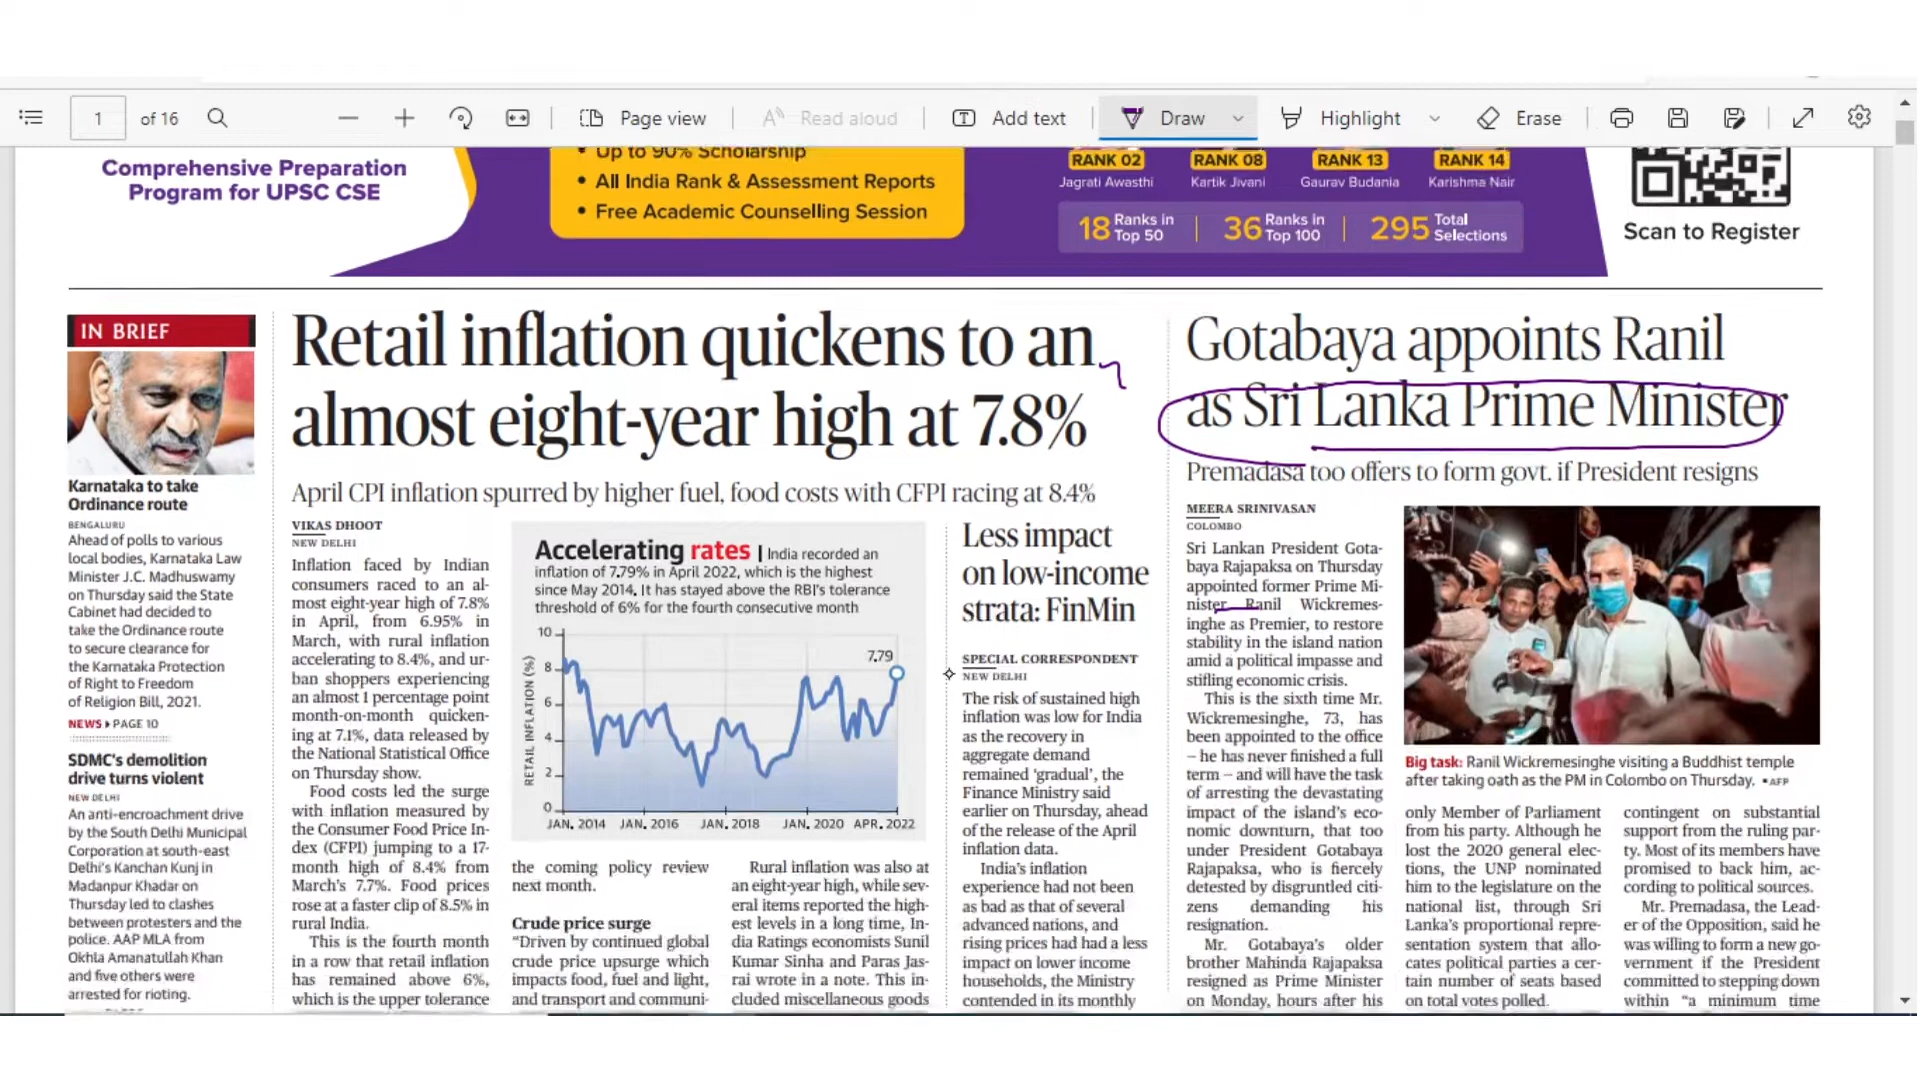 1
of 16
Page view
Read aloud
Add text
Draw
Highlight
Erase
Comprehensive Preparation
Program for UPSC CSE
• Up to 90% Scholarship
• All India Rank & Assessment Reports
• Free Academic Counselling Session
RANK 02
Jagrati Awasthi
RANK 08
Kartik Jivani
RANK 13
Gaurav Budania
RANK 14
Karishma Nair
18 Ranks in Top 50
36 Ranks in Top 100
295 Total Selections
Scan to Register
IN BRIEF
Karnataka to take
Ordinance route
BENGALURU
Ahead of polls to various
local bodies, Karnataka Law
Minister J.C. Madhuswamy
on Thursday said the State
Cabinet had decided to
take the Ordinance route
to secure clearance for
the Karnataka Protection
of Right to Freedom
of Religion Bill, 2021.
NEWS PAGE 10
SDMC's demolition
drive turns violent
NEW DELHI
An anti-encroachment drive
by the South Delhi Municipal
Corporation at south-east
Delhi's Kanchan Kunj in
Madanpur Khadar on
Thursday led to clashes
between protesters and the
police. AAP MLA from
Okhla Amanatullah Khan
and five others were
arrested for rioting.
Retail inflation quickens to an
almost eight-year high at 7.8%
April CPI inflation spurred by higher fuel, food costs with CFPI racing at 8.4%
VIKAS DHOOT
NEW DELHI
Inflation faced by Indian
consumers raced to an al-
most eight-year high of 7.8%
in April, from 6.95% in
March, with rural inflation
accelerating to 8.4%, and ur-
ban shoppers experiencing
an almost 1 percentage point
month-on-month quicken-
ing at 7.1%, data released by
the National Statistical Office
on Thursday show.
Food costs led the surge
with inflation measured by
the Consumer Food Price In-
dex (CFPI) jumping to a 17-
month high of 8.4% from
March's 7.7%. Food prices
rose at a faster clip of 8.5% in
rural India.
This is the fourth month
in a row that retail inflation
has remained above 6%,
which is the upper tolerance
Accelerating rates | India recorded an
inflation of 7.79% in April 2022, which is the highest
since May 2014. It has stayed above the RBI's tolerance
threshold of 6% for the fourth consecutive month
RETAIL INFLATION (%)
10
8
6
4
2
0
7.79
JAN. 2014 JAN. 2016 JAN. 2018 JAN. 2020 APR. 2022
the coming policy review
next month.
Crude price surge
“Driven by continued global
crude price upsurge which
impacts food, fuel and light,
and transport and communi-
Rural inflation was also at
an eight-year high, while sev-
eral items reported the high-
est levels in a long time, In-
dia Ratings economists Sunil
Kumar Sinha and Paras Jas-
rai wrote in a note. This in-
cluded miscellaneous goods
Less impact
on low-income
strata: FinMin
SPECIAL CORRESPONDENT
NEW DELHI
The risk of sustained high
inflation was low for India
as the recovery in
aggregate demand
remained ‘gradual’, the
Finance Ministry said
earlier on Thursday, ahead
of the release of the April
inflation data.
India's inflation
experience had not been
as bad as that of several
advanced nations, and
rising prices had had a less
impact on lower income
households, the Ministry
contended in its monthly
Gotabaya appoints Ranil
as Sri Lanka Prime Minister
Premadasa too offers to form govt. if President resigns
MEERA SRINIVASAN
COLOMBO
Sri Lankan President Gota-
baya Rajapaksa on Thursday
appointed former Prime Mi-
nister Ranil Wickremes-
inghe as Premier, to restore
stability in the island nation
amid a political impasse and
stifling economic crisis.
This is the sixth time Mr.
Wickremesinghe, 73, has
been appointed to the office
– he has never finished a full
term – and will have the task
of arresting the devastating
impact of the island's eco-
nomic downturn, that too
under President Gotabaya
Rajapaksa, who is fiercely
detested by disgruntled citi-
zens demanding his
resignation.
Mr. Gotabaya's older
brother Mahinda Rajapaksa
resigned as Prime Minister
on Monday, hours after his
Big task: Ranil Wickremesinghe visiting a Buddhist temple
after taking oath as the PM in Colombo on Thursday. ▪AFP
only Member of Parliament
from his party. Although he
lost the 2020 general elec-
tions, the UNP nominated
him to the legislature on the
national list, through Sri
Lanka's proportional repre-
sentation system that allo-
cates political parties a cer-
tain number of seats based
on total votes polled.
contingent on substantial
support from the ruling par-
ty. Most of its members have
promised to back him, ac-
cording to political sources.
Mr. Premadasa, the Lead-
er of the Opposition, said he
was willing to form a new go-
vernment if the President
committed to stepping down
within “a minimum time